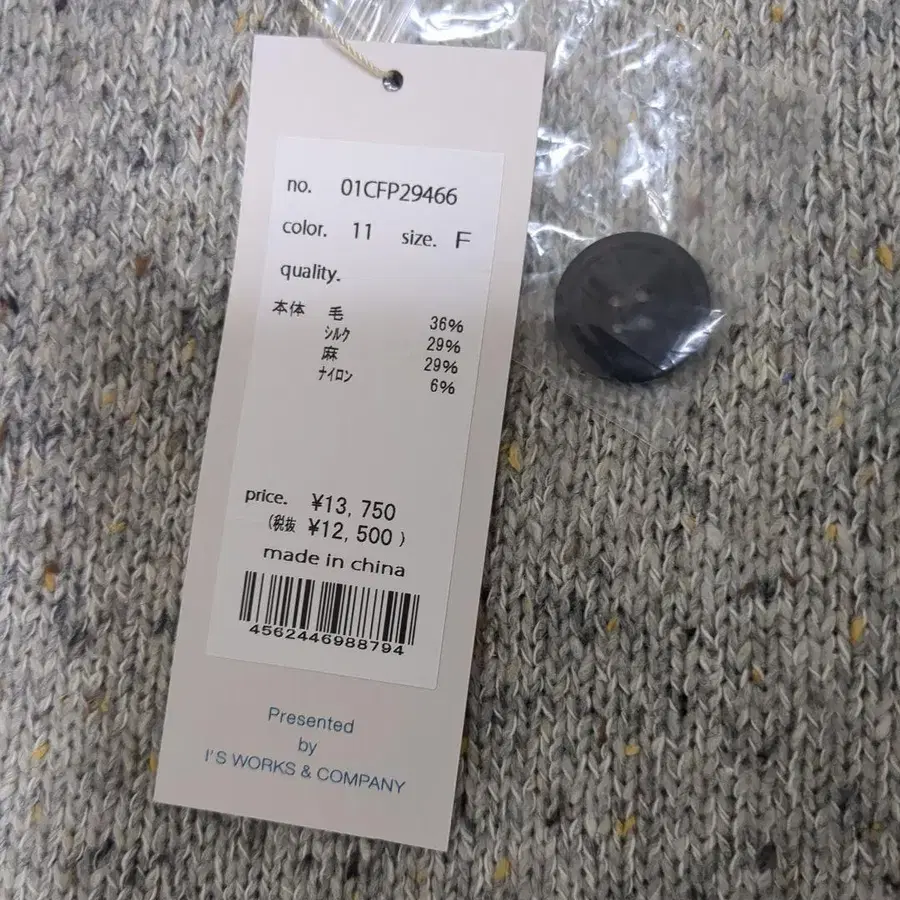 no. 01CFP29466
color. 11 size. F
quality.
本体 毛 36%
シルク 29%
麻 29%
ナイロン 6%
price. ¥13,750
(税抜 ¥12,500)
made in china
4562446988794
Presented
by
I'S WORKS & COMPANY